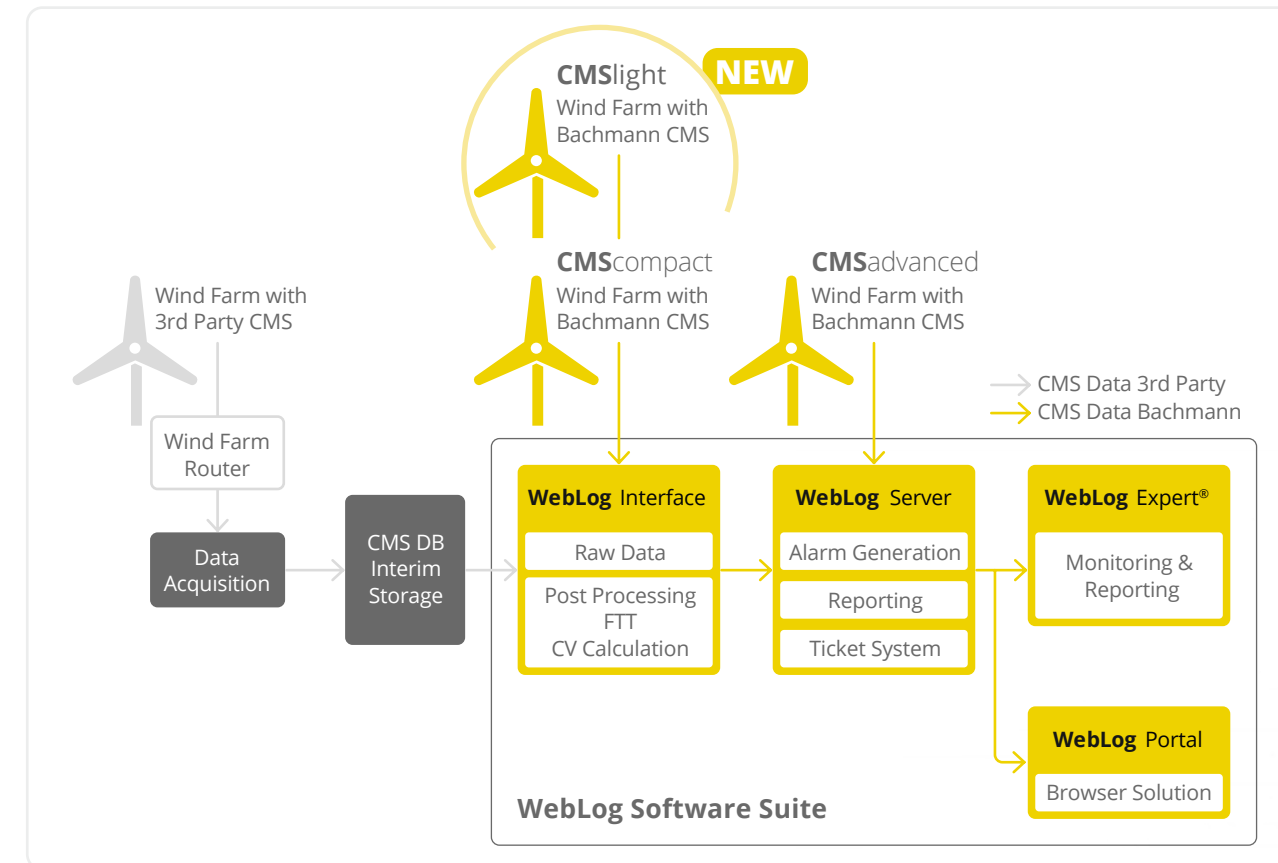 NEW
CMSlight
Wind Farm with
Bachmann CMS
CMScompact
Wind Farm with
Bachmann CMS
CMSadvanced
Wind Farm with
Bachmann CMS
Wind Farm with
3rd Party CMS
CMS Data 3rd Party
CMS Data Bachmann
Wind Farm
Router
Data
Acquisition
CMS DB
Interim
Storage
WebLog Interface
Raw Data
Post Processing
FTT
CV Calculation
WebLog Server
Alarm Generation
Reporting
Ticket System
WebLog Expert®
Monitoring &
Reporting
WebLog Portal
Browser Solution
WebLog Software Suite